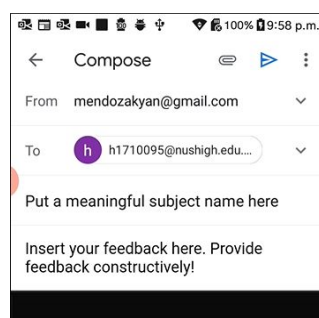 100% 9:58 p.m.
Compose
From mendozakyan@gmail.com
To h h1710095@nushigh.edu....
Put a meaningful subject name here
Insert your feedback here. Provide
feedback constructively!